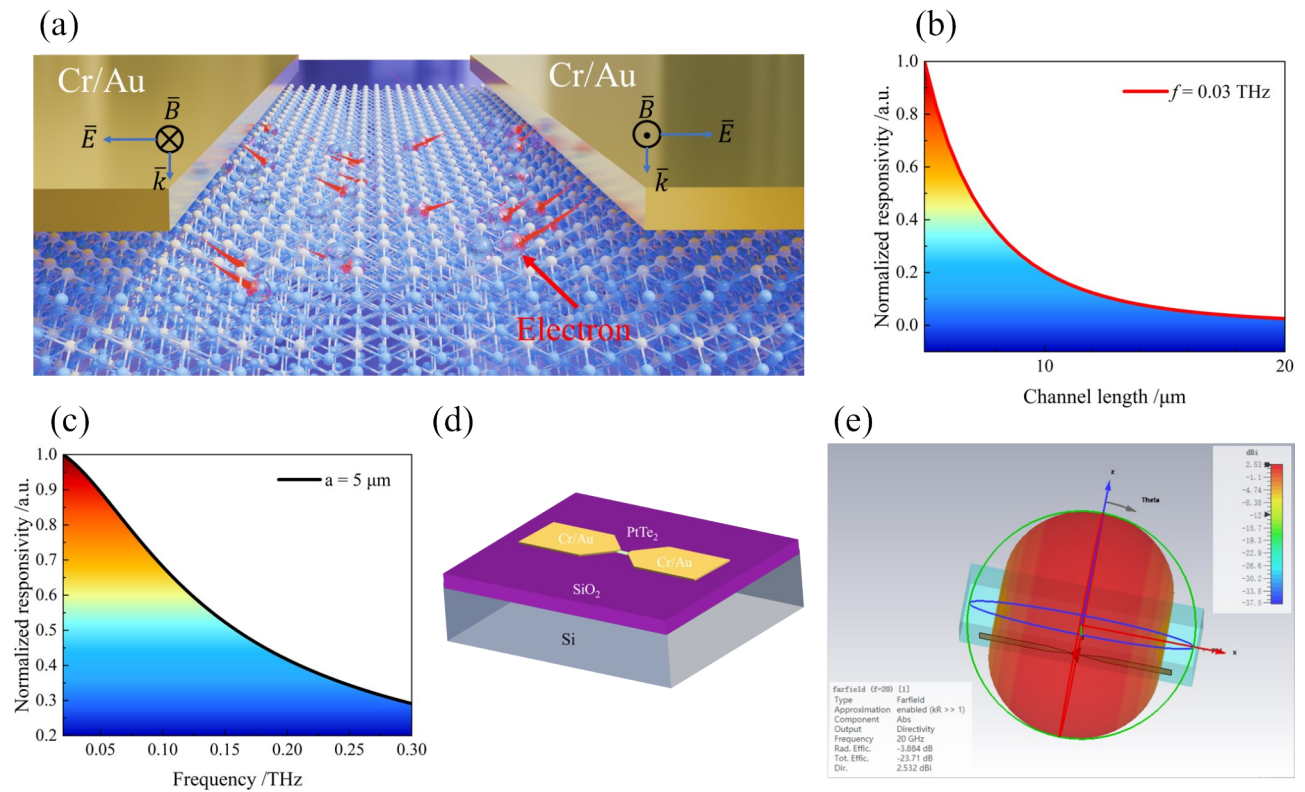 (a)
Cr/Au
Cr/Au
B̅
E̅
k̅
B̅
E̅
k̅
Electron
(b)
Normalized responsivity /a.u.
1.0
0.8
0.6
0.4
0.2
0.0
f = 0.03 THz
10
20
Channel length /μm
(c)
Normalized responsivity /a.u.
1.0
0.9
0.8
0.7
0.6
0.5
0.4
0.3
0.2
a = 5 μm
0.05
0.10
0.15
0.20
0.25
0.30
Frequency /THz
(d)
PtTe₂
Cr/Au
Cr/Au
SiO₂
Si
(e)
dBi
2.53
-1.11
-4.74
-8.38
-12
-15.7
-19.3
-22.9
-26.6
-30.2
-33.9
-37.5
z
Theta
x
farfield (f=20) [1]
Type Farfield
Approximation enabled (kR >> 1)
Component Abs
Output Directivity
Frequency 20 GHz
Rad. Effic. -3.884 dB
Tot. Effic. -23.71 dB
Dir. 2.532 dBi